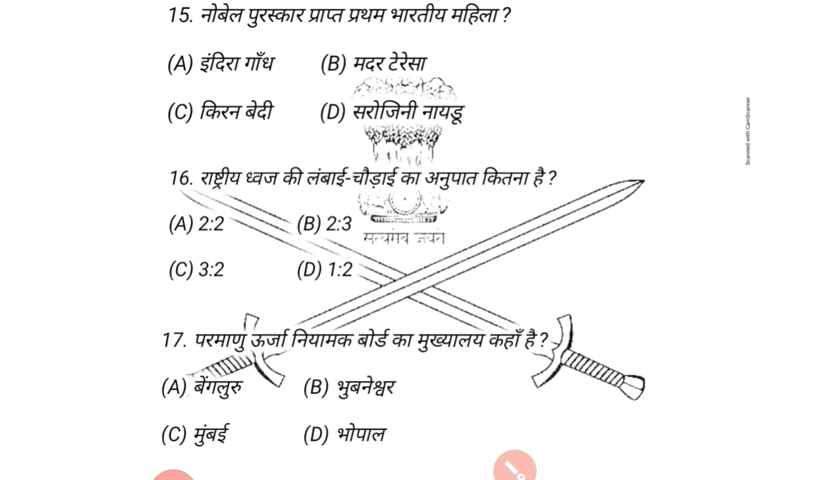 15. नोबेल पुरस्कार प्राप्त प्रथम भारतीय महिला?
(A) इंदिरा गाँध (B) मदर टेरेसा
(C) किरन बेदी (D) सरोजिनी नायडू
16. राष्ट्रीय ध्वज की लंबाई-चौड़ाई का अनुपात कितना है?
(A) 2:2 (B) 2:3
सत्यमेव जयते
(C) 3:2 (D) 1:2
17. परमाणु ऊर्जा नियामक बोर्ड का मुख्यालय कहाँ है?
(A) बेंगलुरु (B) भुबनेश्वर
(C) मुंबई (D) भोपाल
Scanned with CamScanner